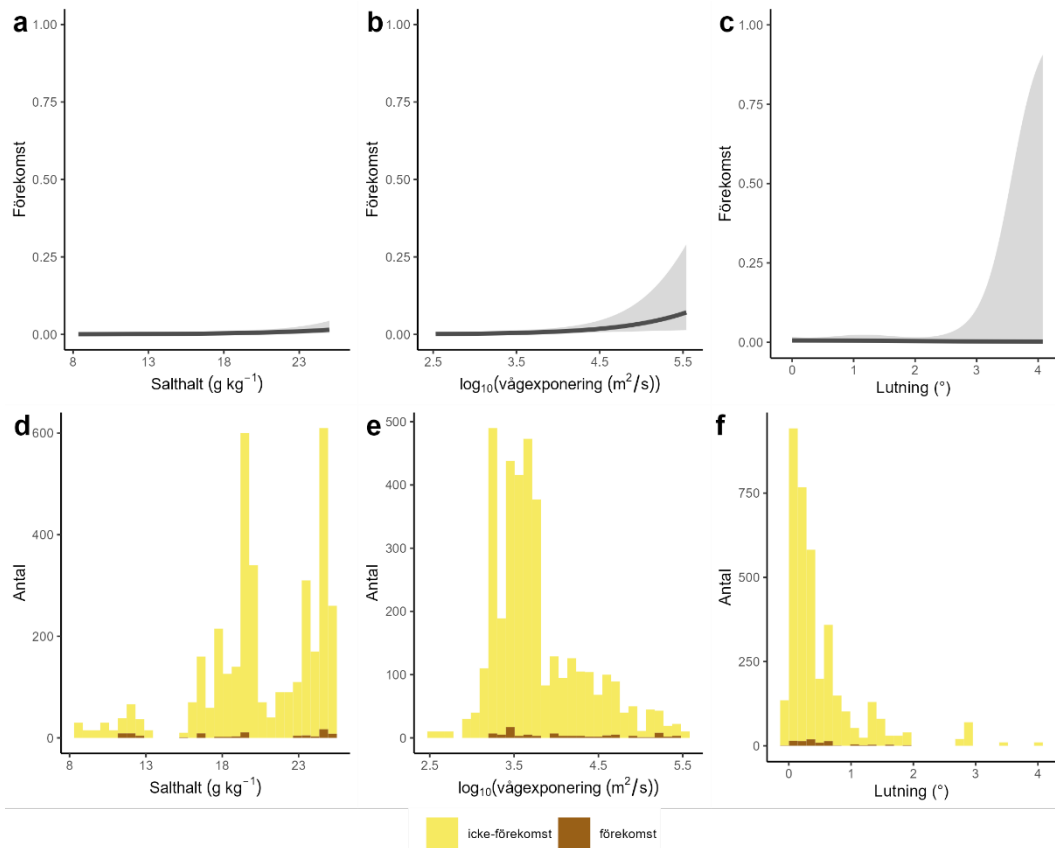 a
1.00
0.75
0.50
0.25
0.00
Förekomst
8 13 18 23
Salthalt (g kg⁻¹)
b
1.00
0.75
0.50
0.25
0.00
Förekomst
2.5 3.5 4.5 5.5
log₁₀(vågexponering (m²/s))
c
1.00
0.75
0.50
0.25
0.00
Förekomst
0 1 2 3 4
Lutning (°)
d
600
400
200
0
Antal
8 13 18 23
Salthalt (g kg⁻¹)
e
500
400
300
200
100
0
Antal
2.5 3.5 4.5 5.5
log₁₀(vågexponering (m²/s))
f
750
500
250
0
Antal
0 1 2 3 4
Lutning (°)
icke-förekomst förekomst